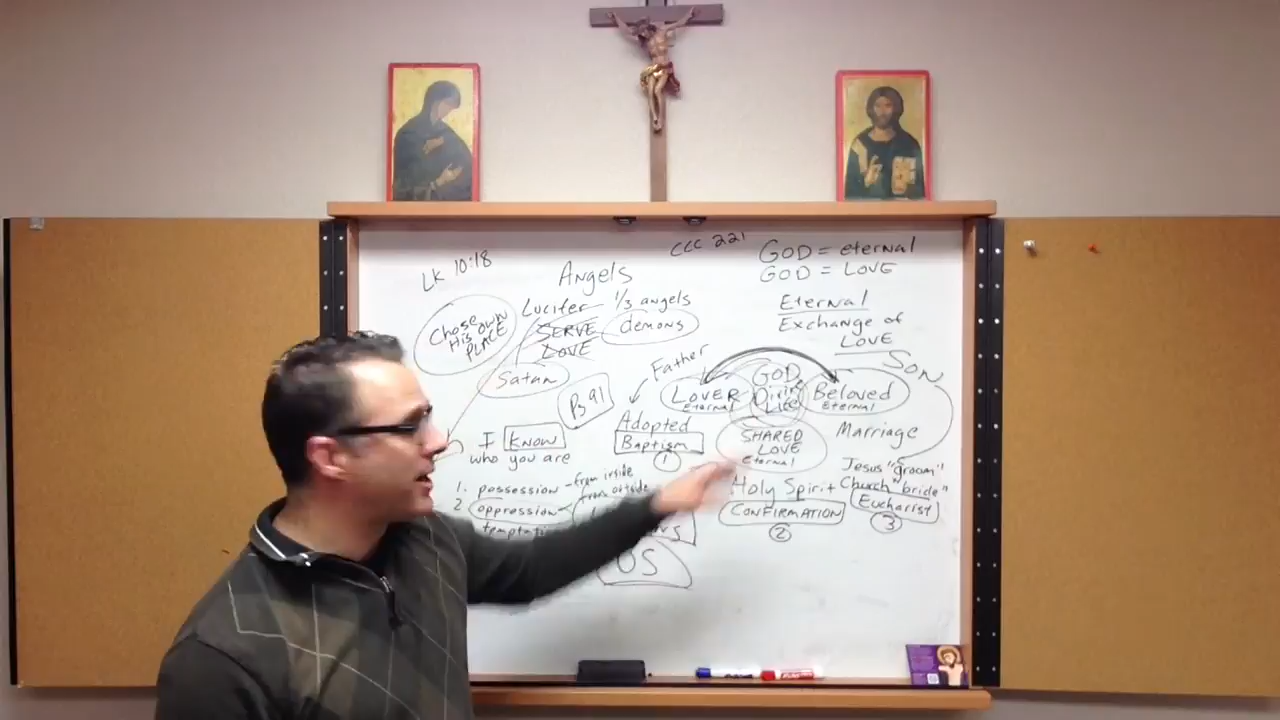 LK 10:18
CCC 221
Angels
Lucifer 1/3 angels
SERVE demons
LOVE
Chose
His OWN
PLACE
Satan
Ps 91
I KNOW
who you are
1. possession - from inside
2 oppression from outside
temptati
US
GOD = eternal
GOD = LOVE
Eternal
Exchange of
LOVE
Father
Son
GOD
Divine
LiFe
LOVER
Eternal
Beloved
Eternal
SHARED
LOVE
Eternal
Adopted
Baptism
1
Holy Spirit
CONFIRMATION
2
Marriage
Jesus "groom"
Church "bride"
Eucharist
3